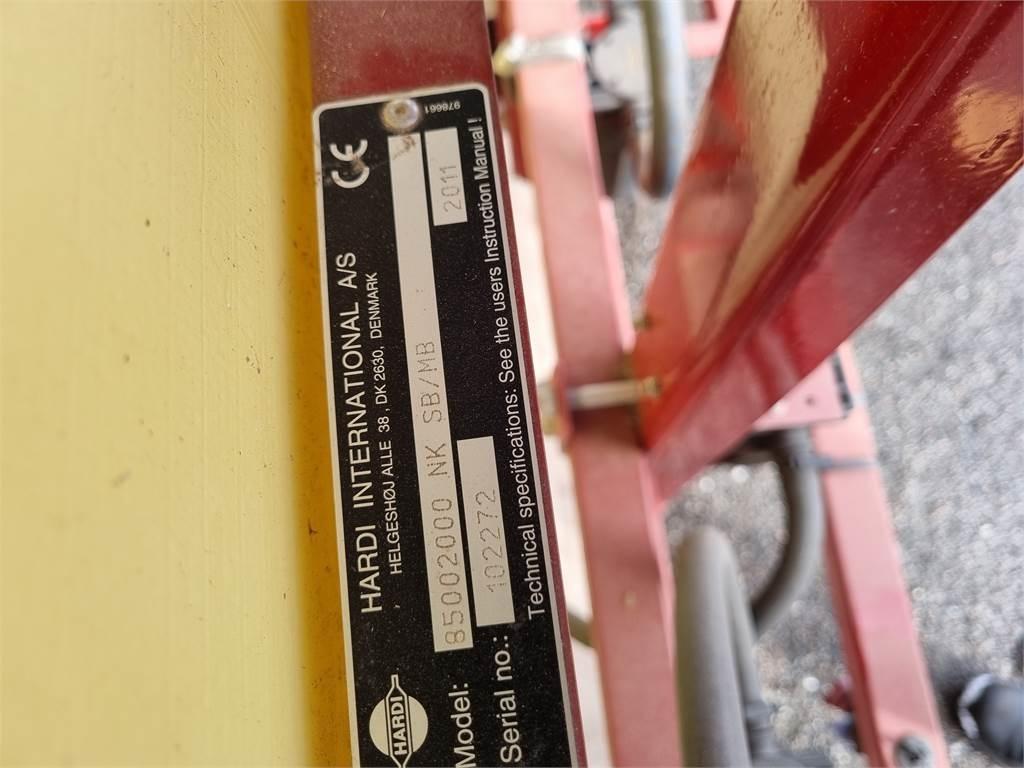 HARDI
HARDI INTERNATIONAL A/S
HELGESHØJ ALLE 38, DK 2630, DENMARK
CE
Model: 85002000 NK SB/MB
Serial no.: 102272 2011
Technical specifications: See the users Instruction Manual !
978661